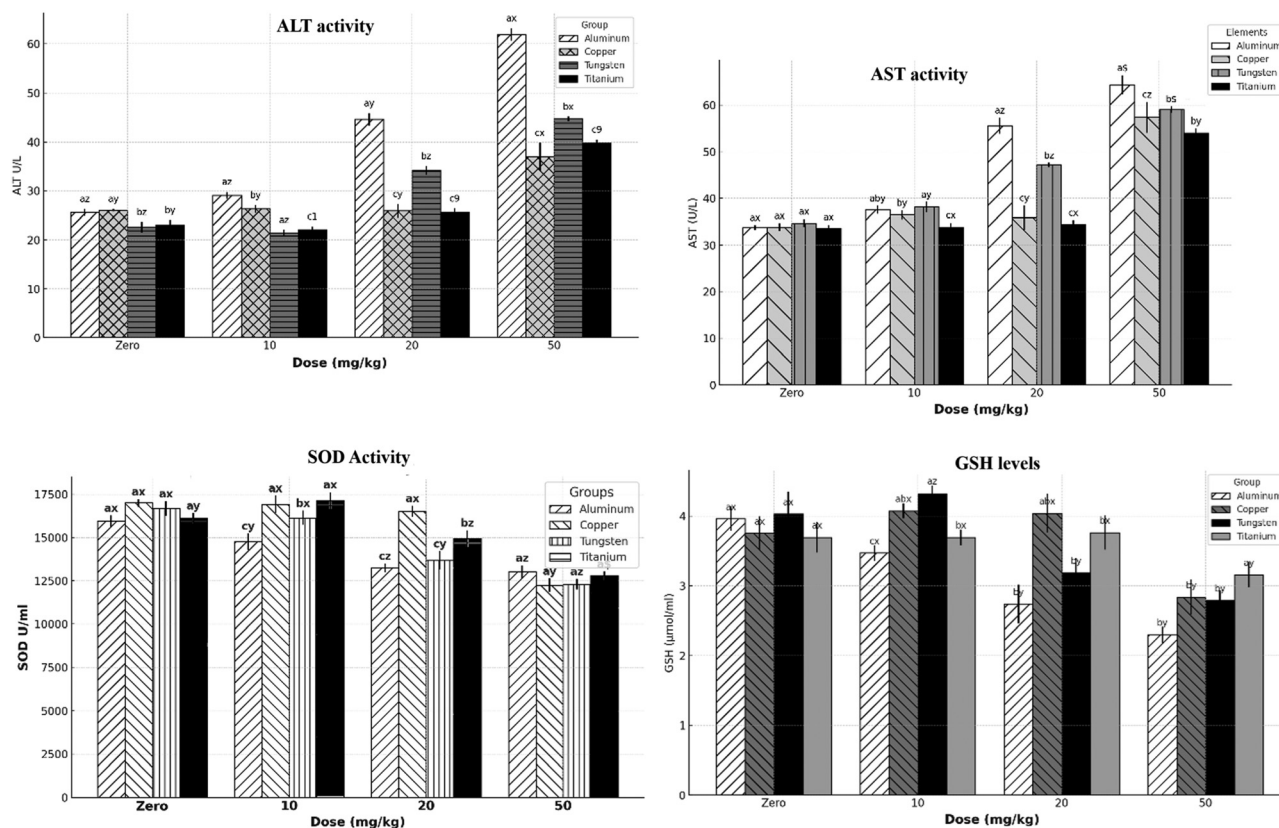 ALT activity
Group
Aluminum
Copper
Tungsten
Titanium
ALT U/L
60
50
40
30
20
10
0
az
ay
bz
by
az
by
az
c1
ay
cy
bz
c9
ax
cx
bx
c9
Zero
10
20
50
Dose (mg/kg)
AST activity
Elements
Aluminum
Copper
Tungsten
Titanium
AST (U/L)
60
50
40
30
20
10
0
ax
ax
ax
ax
aby
by
ay
cx
az
cy
bz
cx
a$
cz
b$
by
Zero
10
20
50
Dose (mg/kg)
SOD Activity
Groups
Aluminum
Copper
Tungsten
Titanium
SOD U/ml
17500
15000
12500
10000
7500
5000
2500
0
ax
ax
ax
ay
cy
ax
bx
ax
cz
ax
cy
bz
az
ay
az
Zero
10
20
50
Dose (mg/kg)
GSH levels
Group
Aluminum
Copper
Tungsten
Titanium
GSH (µmol/ml)
4
3
2
1
0
ax
ax
ax
ax
cx
abx
az
bx
by
abx
by
ax
by
by
by
ay
Zero
10
20
50
Dose (mg/kg)